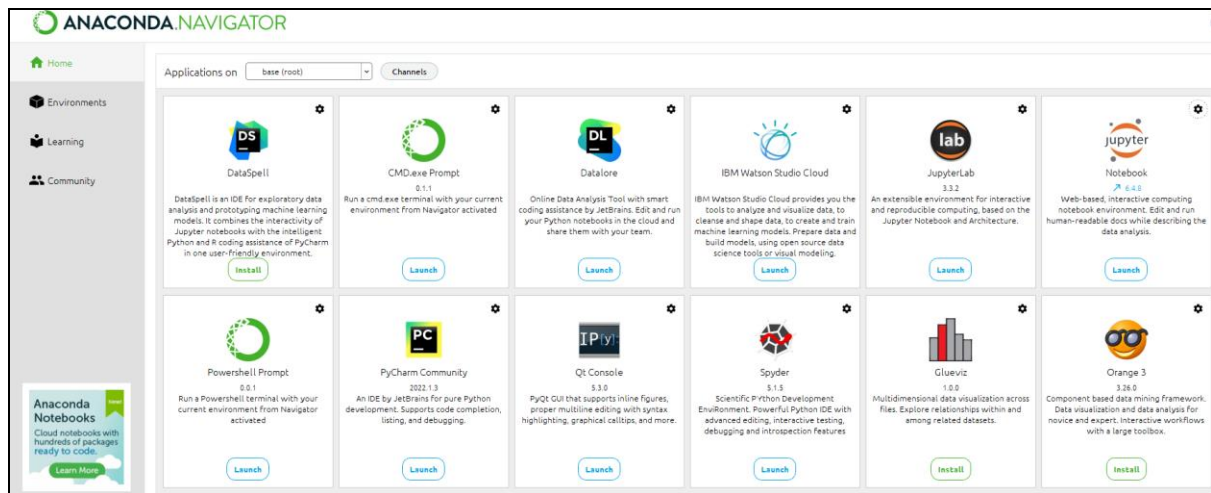 ANACONDA.NAVIGATOR
Home
Environments
Learning
Community
Anaconda
Notebooks
Cloud notebooks with
hundreds of packages
ready to code.
Learn More
Applications on base (root) Channels
DS
DataSpell
DataSpell is an IDE for exploratory data
analysis and prototyping machine learning
models. It combines the interactivity of
Jupyter notebooks with the intelligent
Python and R coding assistance of PyCharm
in one user-friendly environment.
Install
CMD.exe Prompt
0.1.1
Run a cmd.exe terminal with your current
environment from Navigator activated
Launch
DL
Datalore
Online Data Analysis Tool with smart
coding assistance by JetBrains. Edit and run
your Python notebooks in the cloud and
share them with your team.
Launch
IBM Watson Studio Cloud
IBM Watson Studio Cloud provides you the
tools to analyze and visualize data, to
cleanse and shape data, to create and train
machine learning models. Prepare data and
build models, using open source data
science tools or visual modeling.
Launch
lab
JupyterLab
3.3.2
An extensible environment for interactive
and reproducible computing, based on the
Jupyter Notebook and Architecture.
Launch
jupyter
Notebook
6.4.8
Web-based, interactive computing
notebook environment. Edit and run
human-readable docs while describing the
data analysis.
Launch
Powershell Prompt
0.0.1
Run a Powershell terminal with your
current environment from Navigator
activated
Launch
PC
PyCharm Community
2022.1.3
An IDE by JetBrains for pure Python
development. Supports code completion,
listing, and debugging.
Launch
IP[y]:
Qt Console
5.3.0
PyQt GUI that supports inline figures,
proper multiline editing with syntax
highlighting, graphical calltips, and more.
Launch
Spyder
5.1.5
Scientific PYthon Development
EnviRonment. Powerful Python IDE with
advanced editing, interactive testing,
debugging and introspection features
Launch
Glueviz
1.0.0
Multidimensional data visualization across
files. Explore relationships within and
among related datasets.
Install
Orange 3
3.26.0
Component based data mining framework.
Data visualization and data analysis for
novice and expert. Interactive workflows
with a large toolbox.
Install